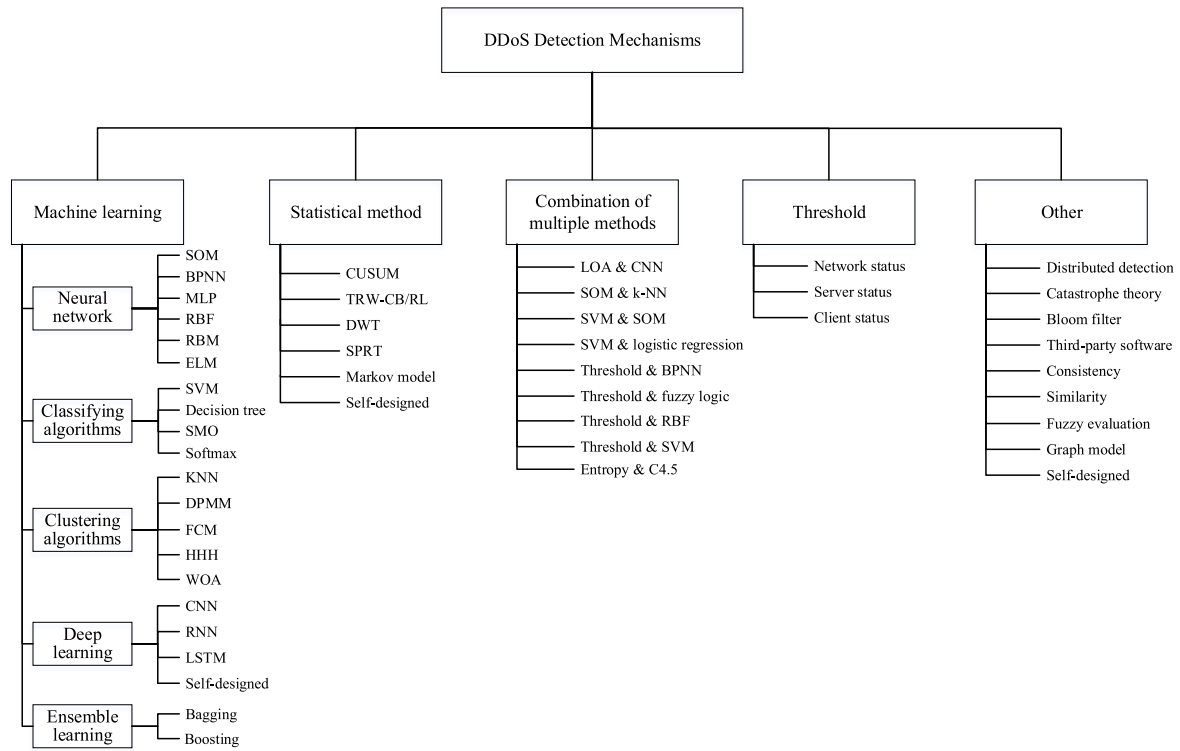 DDoS Detection Mechanisms
Machine learning
Statistical method
Combination of
multiple methods
Threshold
Other
Neural
network
SOM
BPNN
MLP
RBF
RBM
ELM
Classifying
algorithms
SVM
Decision tree
SMO
Softmax
Clustering
algorithms
KNN
DPMM
FCM
HHH
WOA
Deep
learning
CNN
RNN
LSTM
Self-designed
Ensemble
learning
Bagging
Boosting
CUSUM
TRW-CB/RL
DWT
SPRT
Markov model
Self-designed
LOA & CNN
SOM & k-NN
SVM & SOM
SVM & logistic regression
Threshold & BPNN
Threshold & fuzzy logic
Threshold & RBF
Threshold & SVM
Entropy & C4.5
Network status
Server status
Client status
Distributed detection
Catastrophe theory
Bloom filter
Third-party software
Consistency
Similarity
Fuzzy evaluation
Graph model
Self-designed